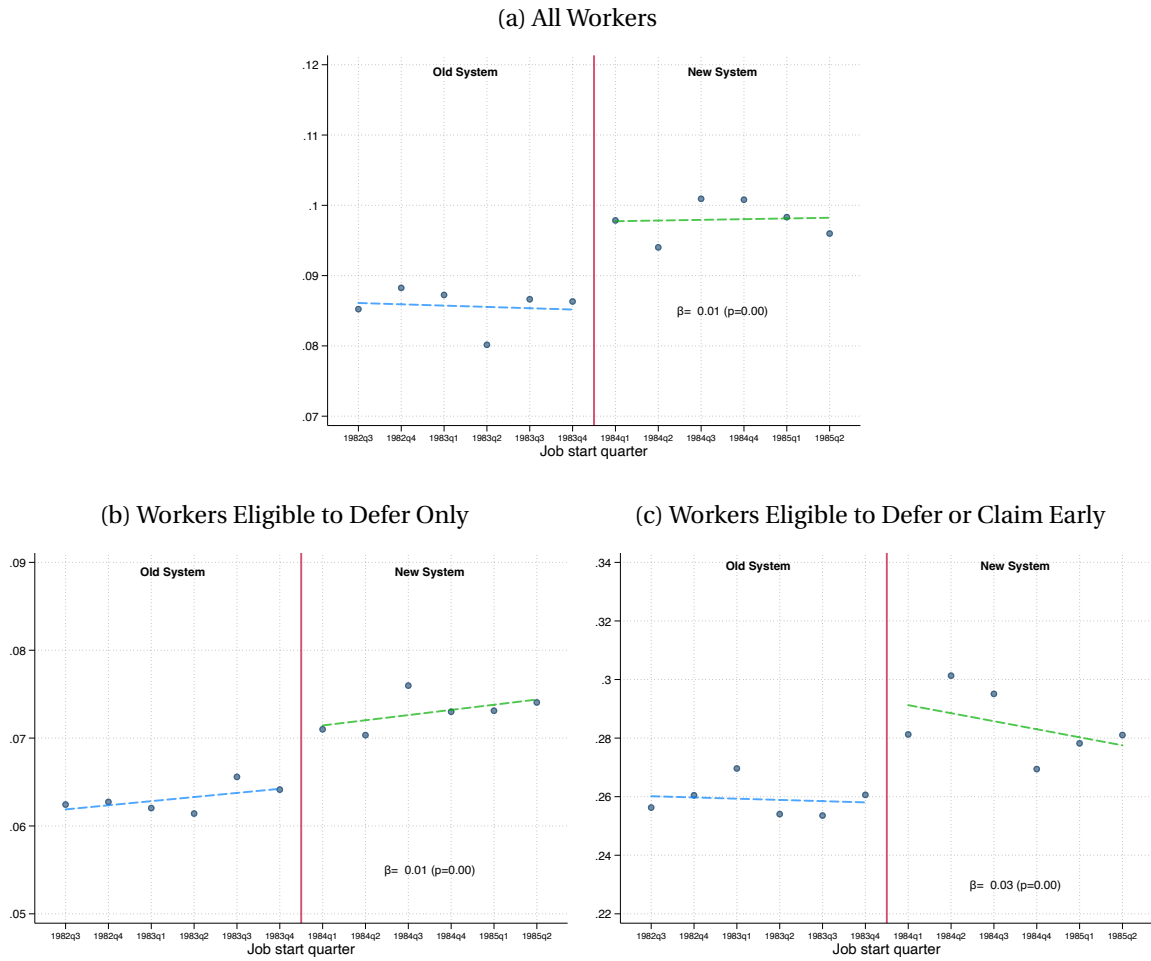 (a) All Workers
Old System New System
.12
.11
.1
.09
.08
.07
β= 0.01 (p=0.00)
1982q3 1982q4 1983q1 1983q2 1983q3 1983q4 1984q1 1984q2 1984q3 1984q4 1985q1 1985q2
Job start quarter
(b) Workers Eligible to Defer Only
Old System New System
.09
.08
.07
.06
.05
β= 0.01 (p=0.00)
1982q3 1982q4 1983q1 1983q2 1983q3 1983q4 1984q1 1984q2 1984q3 1984q4 1985q1 1985q2
Job start quarter
(c) Workers Eligible to Defer or Claim Early
Old System New System
.34
.32
.3
.28
.26
.24
.22
β= 0.03 (p=0.00)
1982q3 1982q4 1983q1 1983q2 1983q3 1983q4 1984q1 1984q2 1984q3 1984q4 1985q1 1985q2
Job start quarter